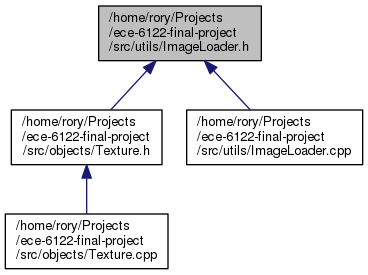 /home/rory/Projects
/ece-6122-final-project
/src/utils/ImageLoader.h
/home/rory/Projects
/ece-6122-final-project
/src/objects/Texture.h
/home/rory/Projects
/ece-6122-final-project
/src/utils/ImageLoader.cpp
/home/rory/Projects
/ece-6122-final-project
/src/objects/Texture.cpp